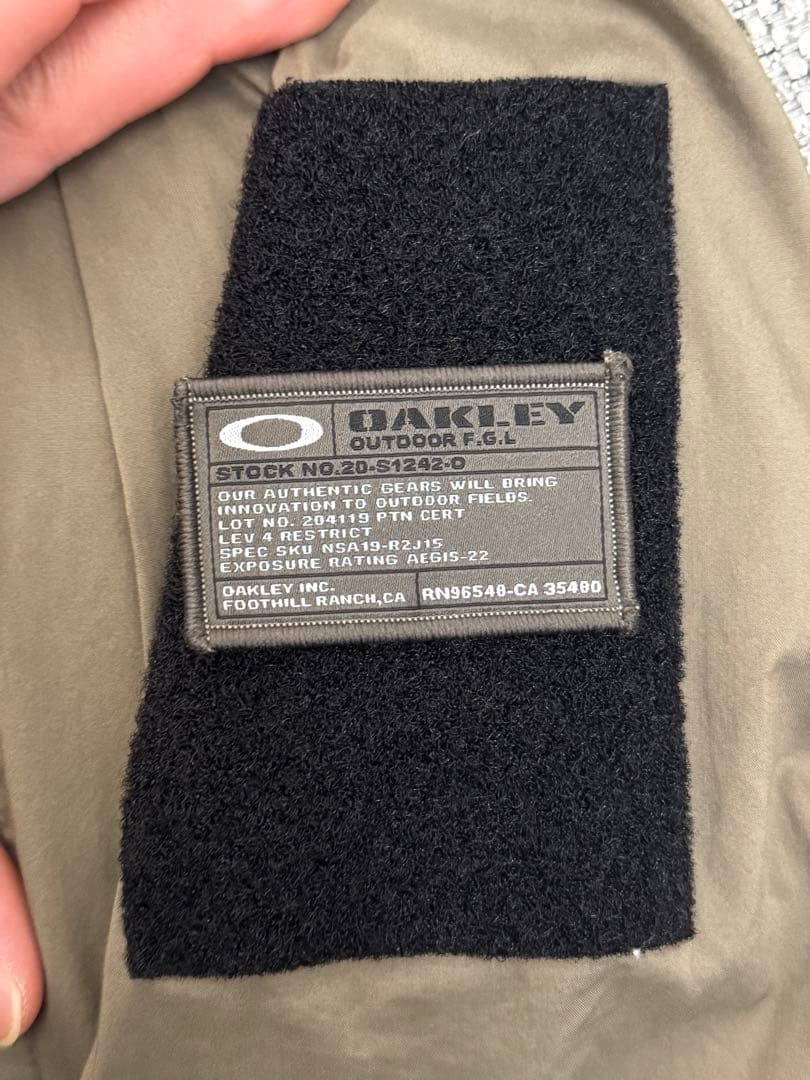 OAKLEY
OUTDOOR F.G.L
STOCK NO.20-S1242-O
OUR AUTHENTIC GEARS WILL BRING
INNOVATION TO OUTDOOR FIELDS.
LOT NO. 204119 PTN CERT
LEV 4 RESTRICT
SPEC SKU NSA19-R2J15
EXPOSURE RATING AEGIS-22
OAKLEY INC.
FOOTHILL RANCH,CA
RN96548-CA 35480